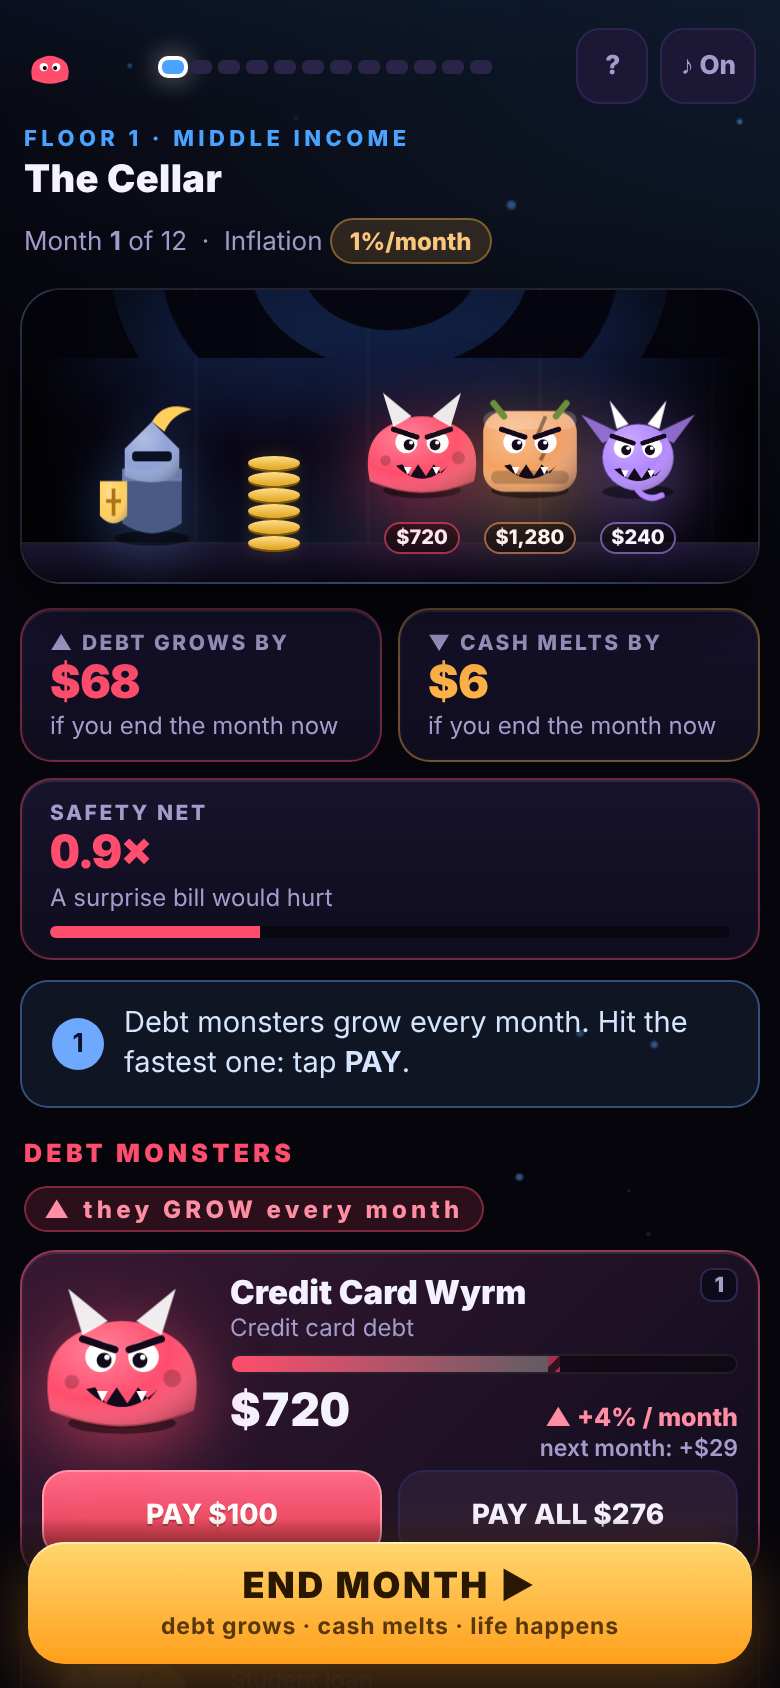 ?
♪ On
FLOOR 1 · MIDDLE INCOME
The Cellar
Month 1 of 12 · Inflation 1%/month
$720
$1,280
$240
▲ DEBT GROWS BY
$68
if you end the month now
▼ CASH MELTS BY
$6
if you end the month now
SAFETY NET
0.9×
A surprise bill would hurt
1
Debt monsters grow every month. Hit the
fastest one: tap PAY.
DEBT MONSTERS
▲ they GROW every month
Credit Card Wyrm
1
Credit card debt
$720
▲ +4% / month
next month: +$29
PAY $100
PAY ALL $276
END MONTH ▶
debt grows · cash melts · life happens
Student loan